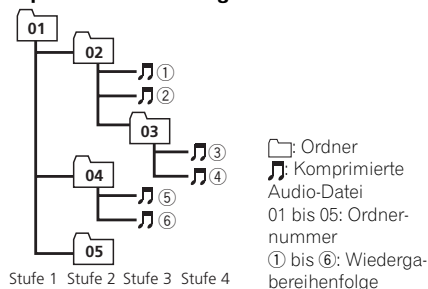 01
02
①
②
03
③
④
04
⑤
⑥
05
Stufe 1 Stufe 2 Stufe 3 Stufe 4
: Ordner
: Komprimierte
Audio-Datei
01 bis 05: Ordner-
nummer
① bis ⑥: Wiederga-
bereihenfolge